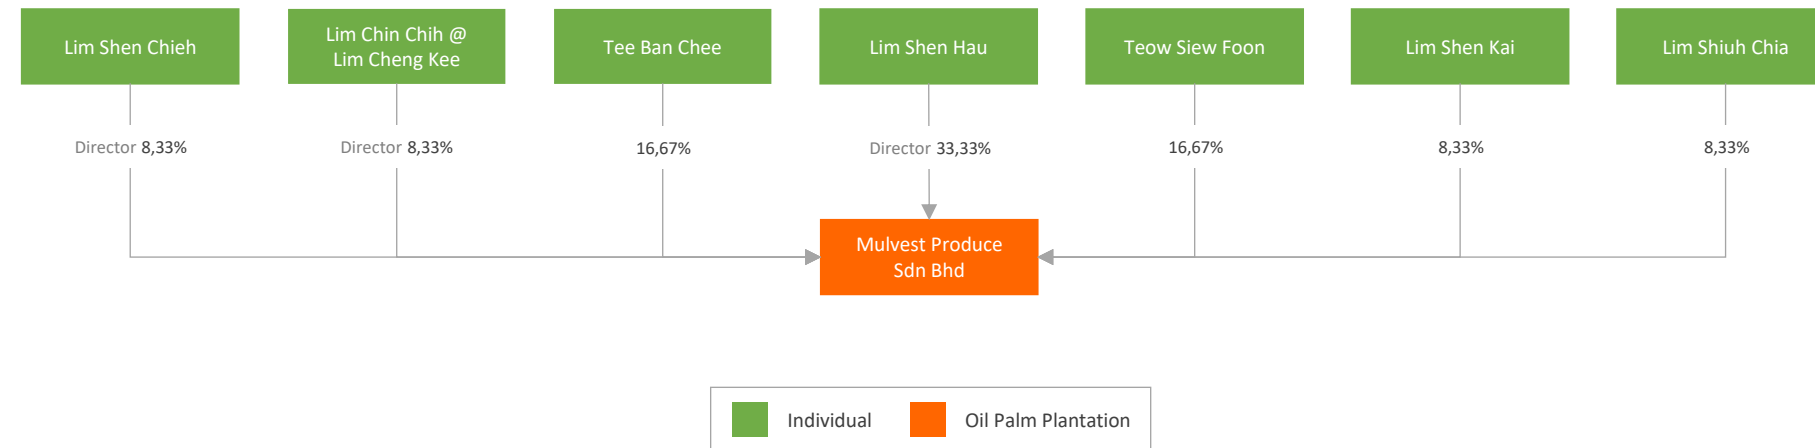 Lim Shen Chieh
Lim Chin Chih @
Lim Cheng Kee
Tee Ban Chee
Lim Shen Hau
Teow Siew Foon
Lim Shen Kai
Lim Shiuh Chia
Director 8,33%
Director 8,33%
16,67%
Director 33,33%
16,67%
8,33%
8,33%
Mulvest Produce
Sdn Bhd
Individual
Oil Palm Plantation